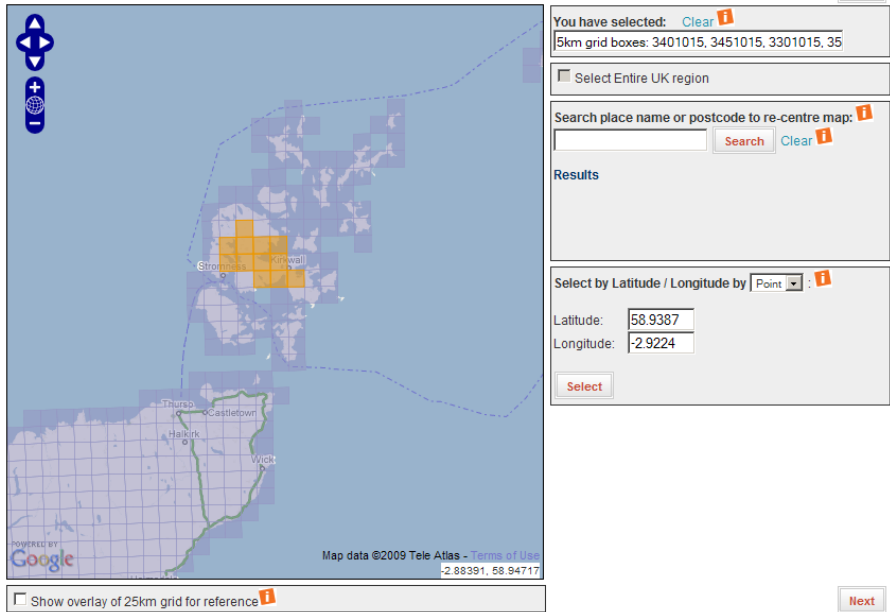 You have selected: Clear i
5km grid boxes: 3401015, 3451015, 3301015, 35
Select Entire UK region
Search place name or postcode to re-centre map: i
Search Clear i
Results
Select by Latitude / Longitude by Point : i
Latitude: 58.9387
Longitude: -2.9224
Select
Kirkwall
Stromness
Thurso
Castletown
Halkirk
Wick
POWERED BY
Google
Map data ©2009 Tele Atlas - Terms of Use
-2.88391, 58.94717
Show overlay of 25km grid for reference i
Next